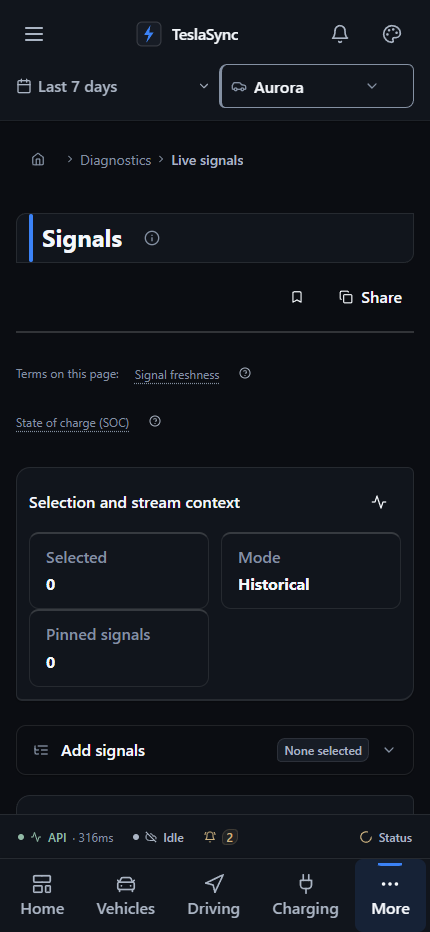 TeslaSync
Last 7 days
Aurora
Diagnostics
Live signals
Signals
Share
Terms on this page:
Signal freshness
State of charge (SOC)
Selection and stream context
Selected
0
Mode
Historical
Pinned signals
0
Add signals
None selected
API · 316ms
Idle
2
Status
Home
Vehicles
Driving
Charging
More